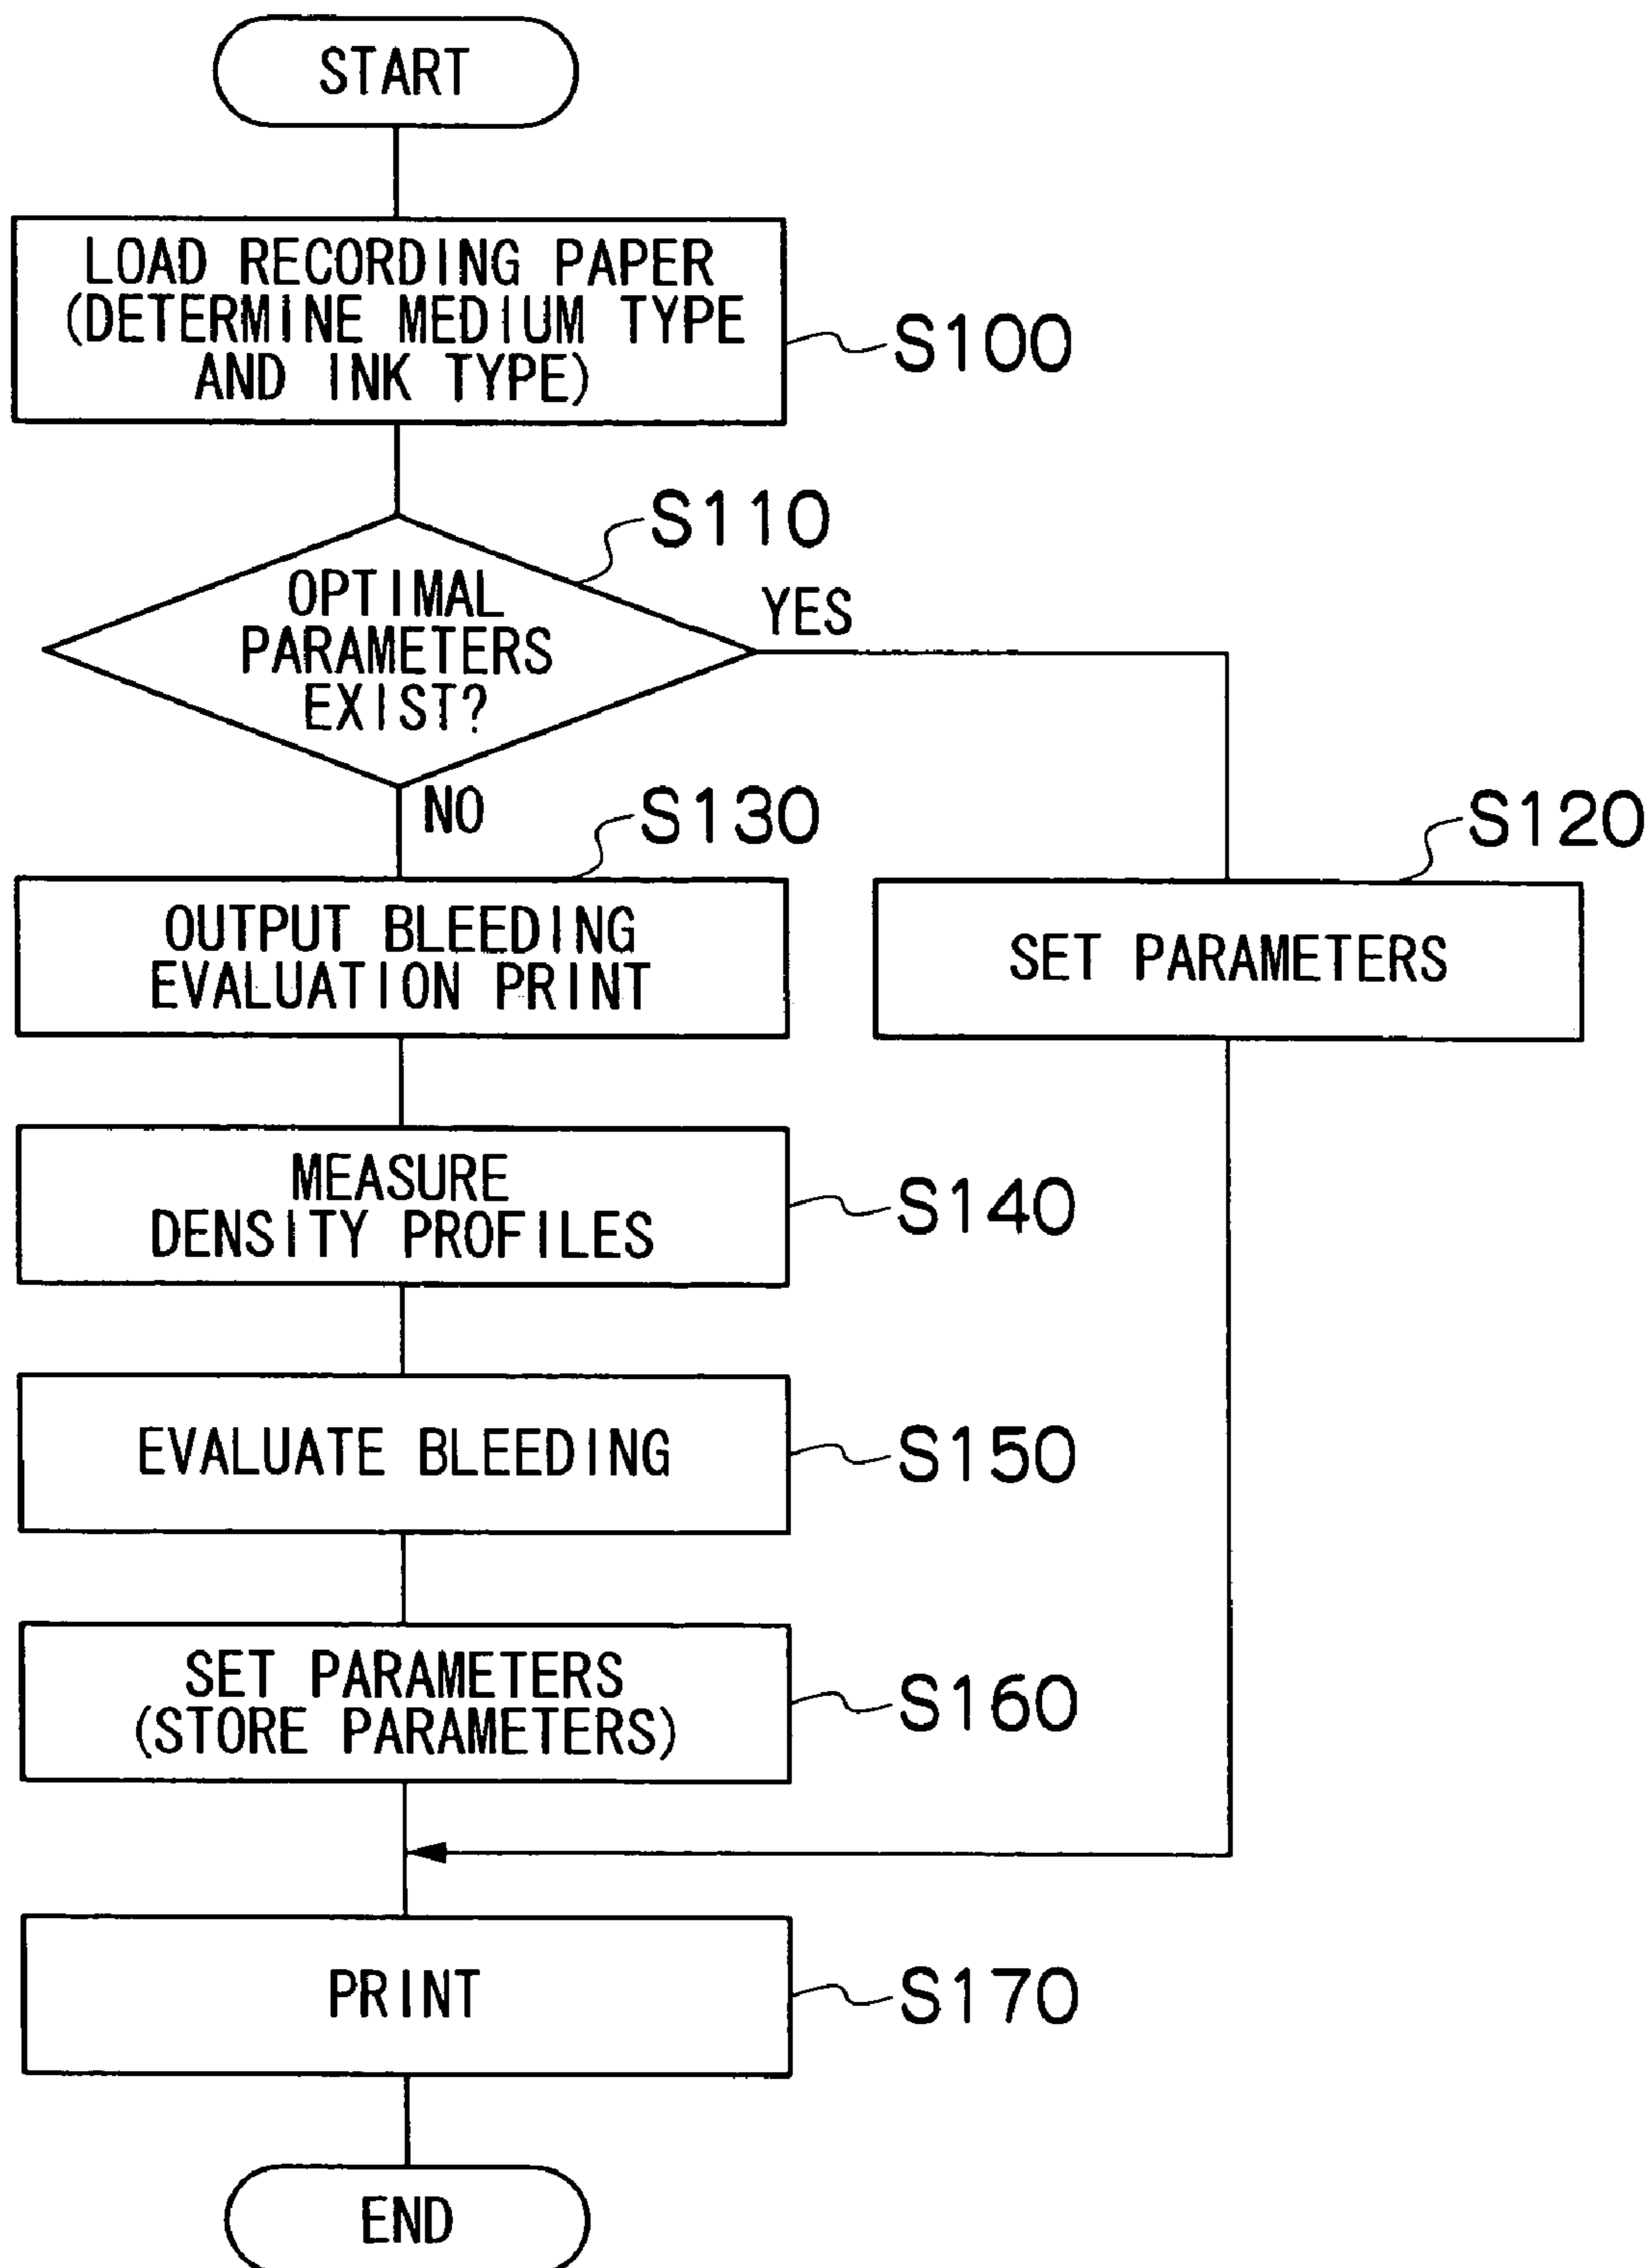 START
LOAD RECORDING PAPER
(DETERMINE MEDIUM TYPE
AND INK TYPE)
S100
S110
OPTIMAL
PARAMETERS
EXIST?
YES
NO
S130
OUTPUT BLEEDING
EVALUATION PRINT
S120
SET PARAMETERS
MEASURE
DENSITY PROFILES
S140
EVALUATE BLEEDING
S150
SET PARAMETERS
(STORE PARAMETERS)
S160
PRINT
S170
END